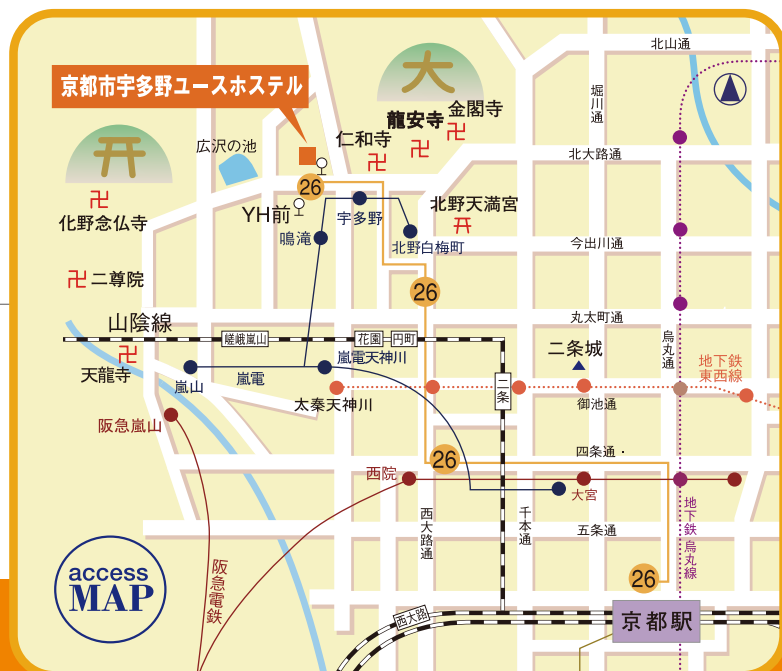 北山通
京都市宇多野ユースホステル
堀川通
金閣寺
龍安寺
仁和寺
広沢の池
北大路通
26
化野念仏寺
北野天満宮
YH前
宇多野
鳴滝
北野白梅町
今出川通
二尊院
26
山陰線
丸太町通
嵯峨嵐山
花園
円町
烏丸通
二条城
嵐電天神川
天龍寺
地下鉄
東西線
嵐山
嵐電
二条
太秦天神川
御池通
阪急嵐山
四条通
26
西院
大宮
西大路通
千本通
地下鉄烏丸線
五条通
access
MAP
阪急電鉄
26
西大路
京都駅